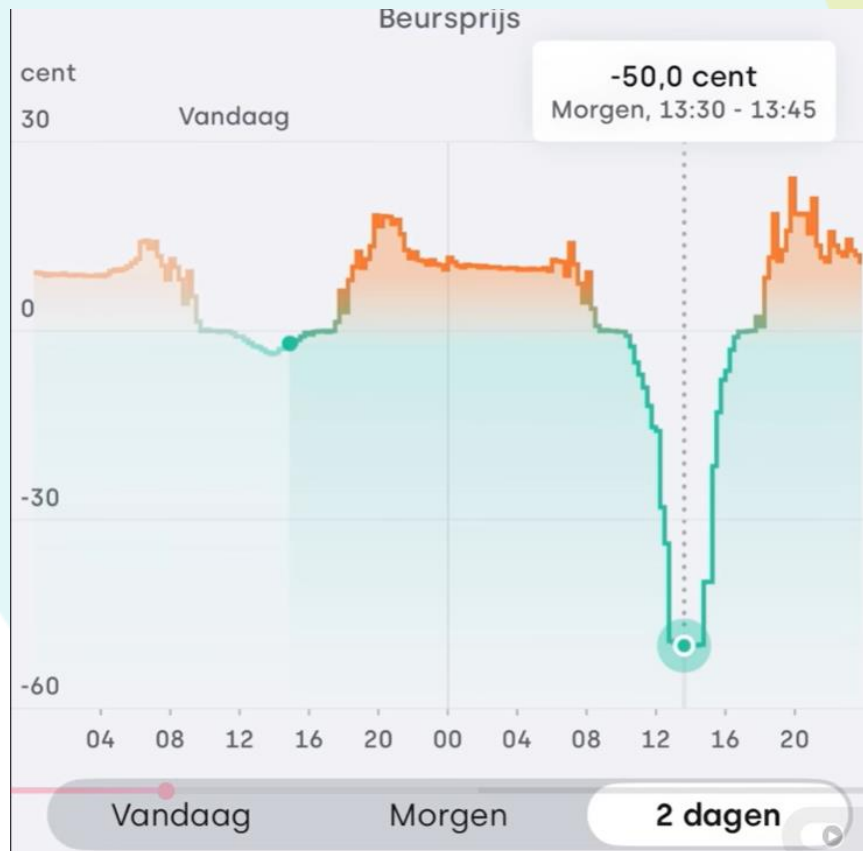 Beursprijs
cent
-50,0 cent
Morgen, 13:30 - 13:45
30
Vandaag
0
-30
-60
04 08 12 16 20 00 04 08 12 16 20
Vandaag Morgen 2 dagen